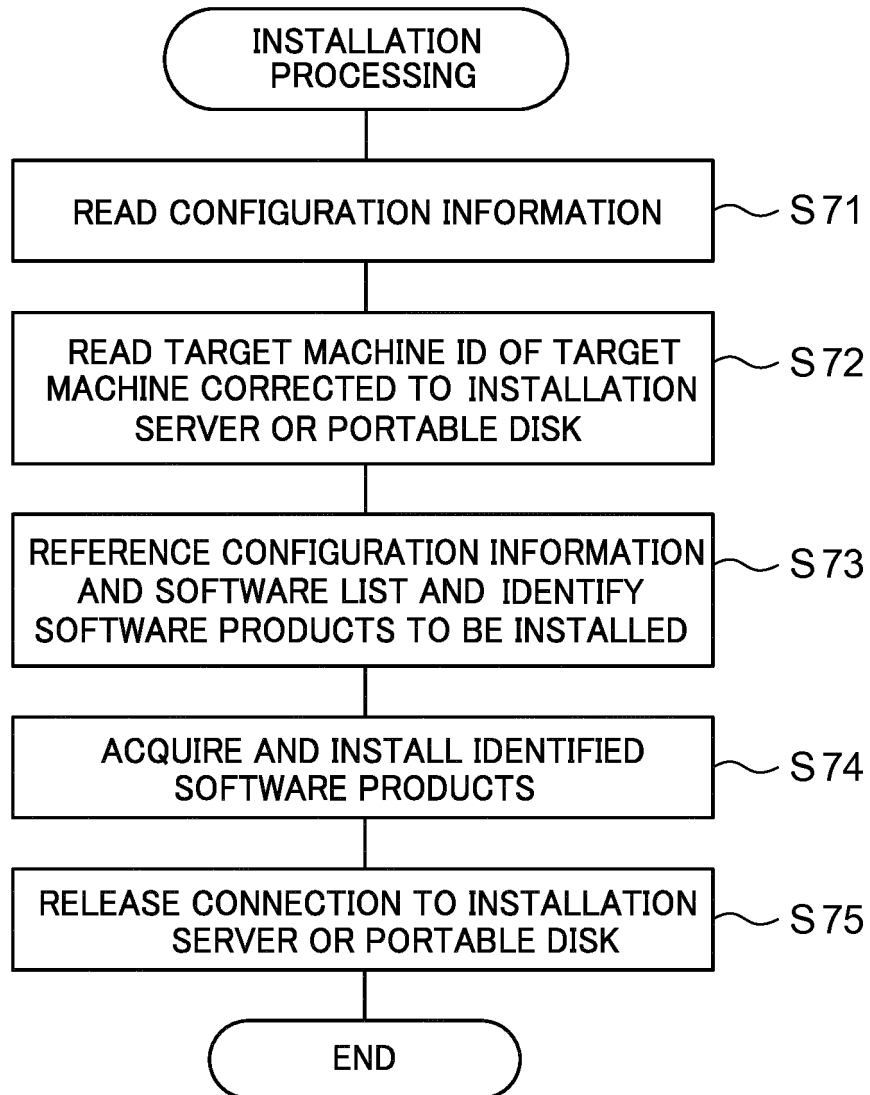 INSTALLATION
PROCESSING
READ CONFIGURATION INFORMATION
S71
READ TARGET MACHINE ID OF TARGET
MACHINE CORRECTED TO INSTALLATION
SERVER OR PORTABLE DISK
S72
REFERENCE CONFIGURATION INFORMATION
AND SOFTWARE LIST AND IDENTIFY
SOFTWARE PRODUCTS TO BE INSTALLED
S73
ACQUIRE AND INSTALL IDENTIFIED
SOFTWARE PRODUCTS
S74
RELEASE CONNECTION TO INSTALLATION
SERVER OR PORTABLE DISK
S75
END